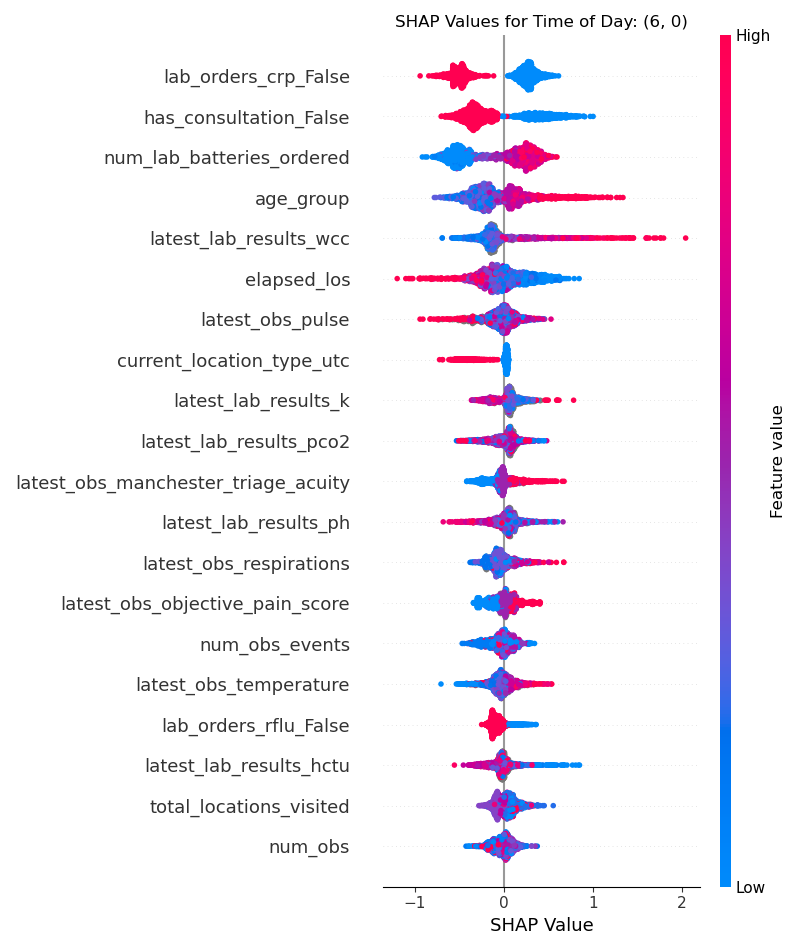 SHAP Values for Time of Day: (6, 0)
High
lab_orders_crp_False
has_consultation_False
num_lab_batteries_ordered
age_group
latest_lab_results_wcc
elapsed_los
latest_obs_pulse
current_location_type_utc
latest_lab_results_k
latest_lab_results_pco2
latest_obs_manchester_triage_acuity
latest_lab_results_ph
latest_obs_respirations
latest_obs_objective_pain_score
num_obs_events
latest_obs_temperature
lab_orders_rflu_False
latest_lab_results_hctu
total_locations_visited
num_obs
Feature value
Low
−1 0 1 2
SHAP Value